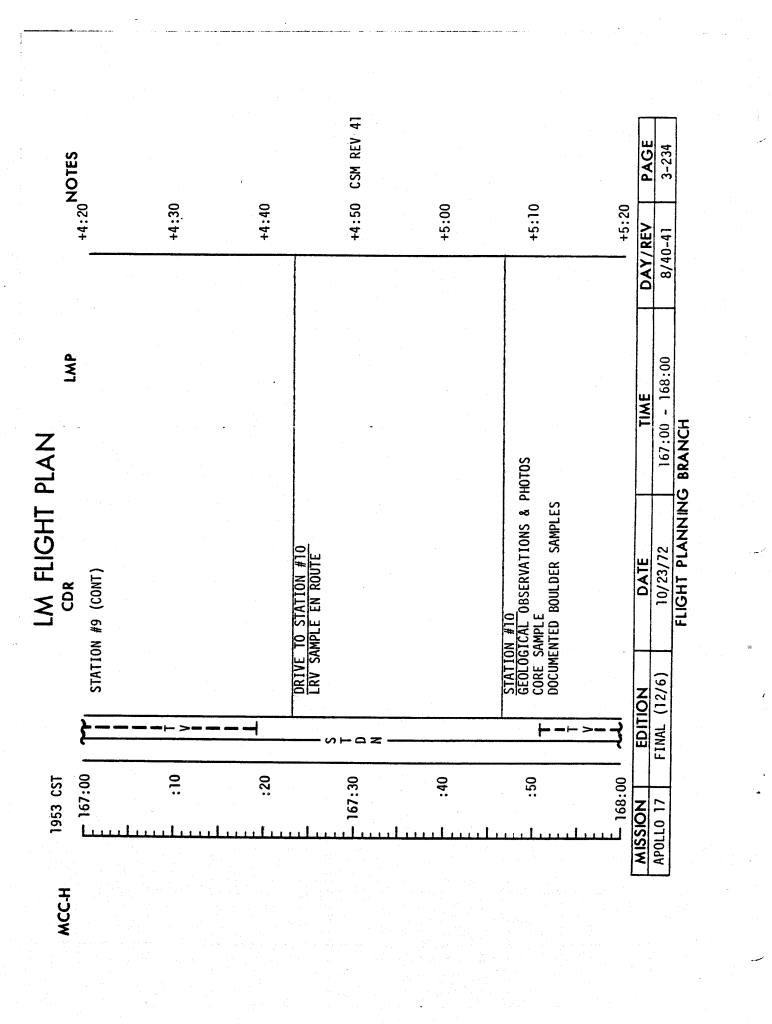 LM FLIGHT PLAN
MCC-H
1953 CST
CDR
LMP
NOTES
167:00
:10
:20
167:30
:40
:50
168:00
T V
S T D N
T V
STATION #9 (CONT)
DRIVE TO STATION #10
LRV SAMPLE EN ROUTE
STATION #10
GEOLOGICAL OBSERVATIONS & PHOTOS
CORE SAMPLE
DOCUMENTED BOULDER SAMPLES
+4:20
+4:30
+4:40
+4:50 CSM REV 41
+5:00
+5:10
+5:20
MISSION EDITION DATE TIME DAY/REV PAGE
APOLLO 17 FINAL (12/6) 10/23/72 167:00 - 168:00 8/40-41 3-234
FLIGHT PLANNING BRANCH